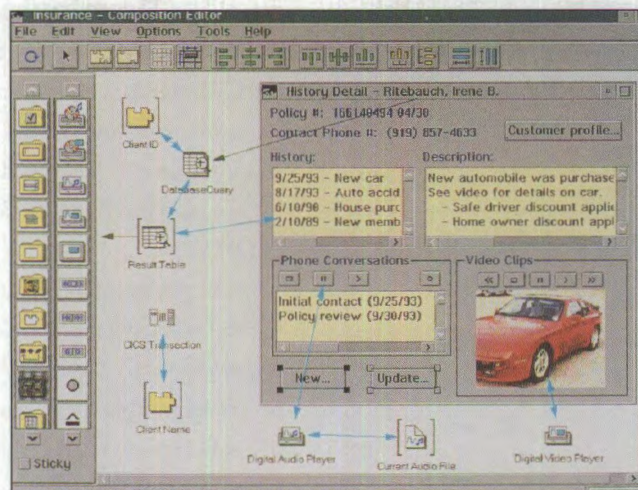 Insurance - Composition Editor
File Edit View Options Tools Help
History Detail - Ritebauch, Irene B.
Policy #: 04/30
Contact Phone #: (919) 857-4633
Customer profile...
History:
Description:
9/25/93 - New car
8/17/93 - Auto accid
6/10/90 - House purc
2/10/89 - New memb
New automobile was purchase
See video for details on car.
- Safe driver discount applic
- Home owner discount appl
Phone Conversations
Video Clips
Initial contact (9/25/93)
Policy review (9/30/93)
New...
Update...
Client ID
DatabaseQuery
Result Table
CICS Transaction
Client Name
Digital Audio Player
Current Audio File
Digital Video Player
Sticky